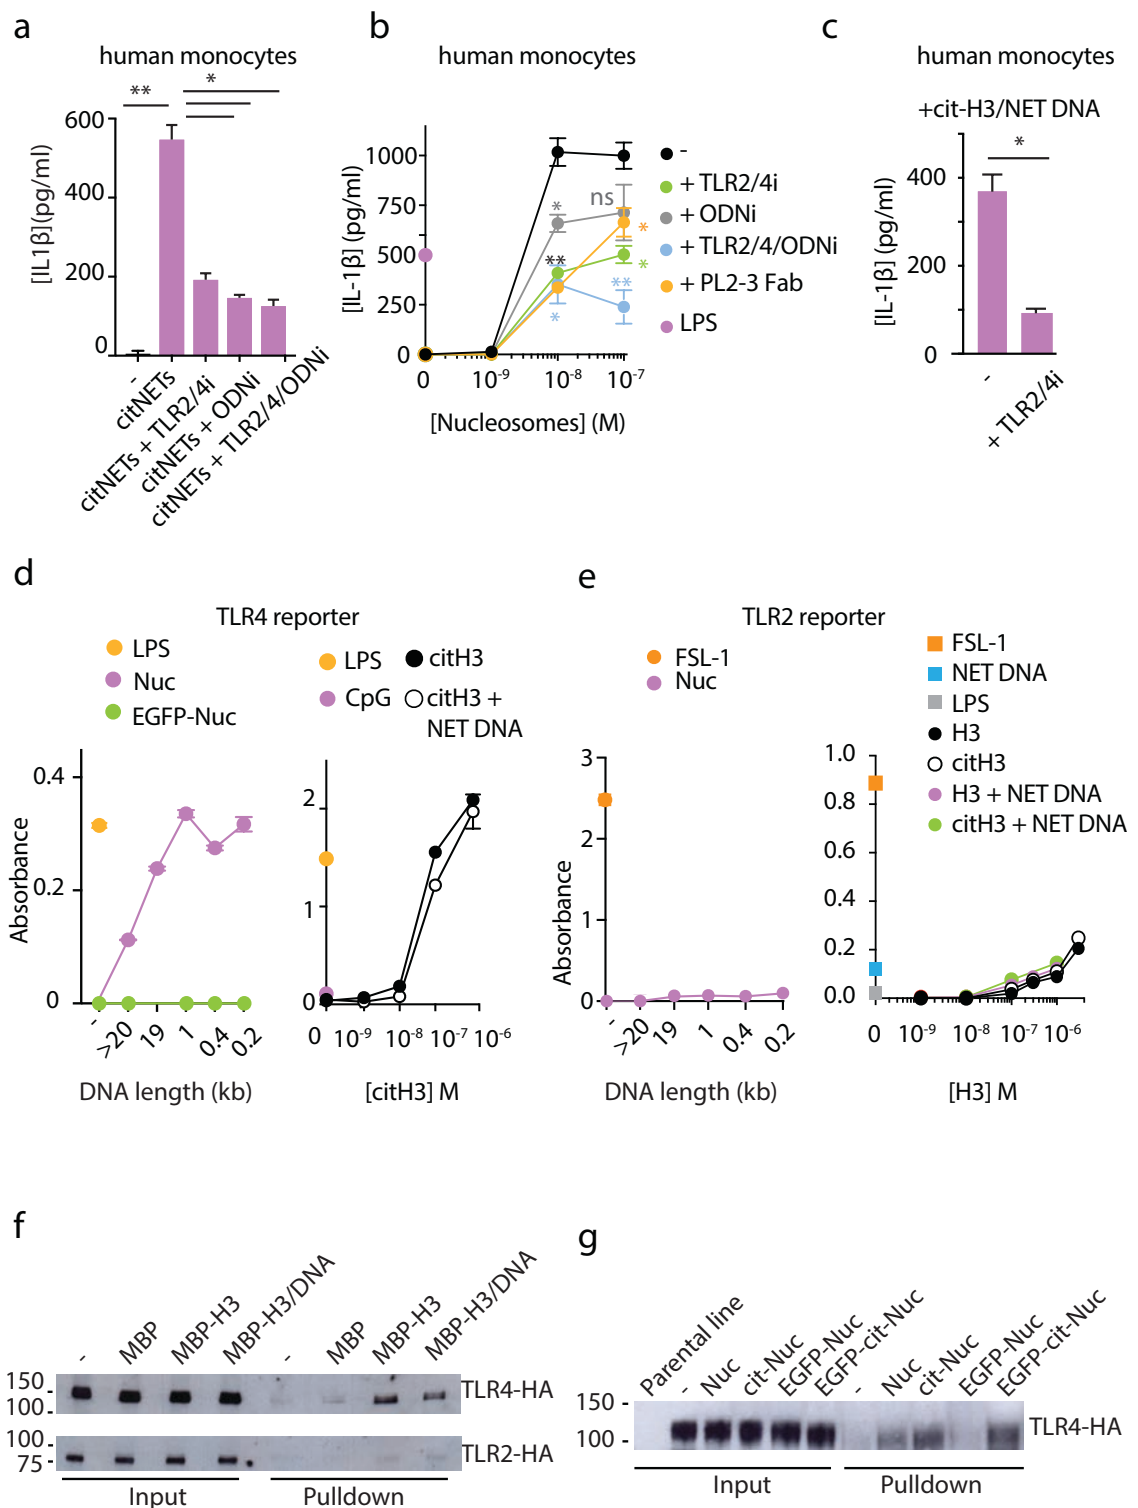 a
human monocytes
** *
[IL1β](pg/ml)
600
400
200
0
-
citNETs
citNETs + TLR2/4i
citNETs + ODNi
citNETs + TLR2/4/ODNi
b
human monocytes
[IL-1β] (pg/ml)
1000
750
500
250
0
* ns
** *
** *
*
0 10⁻⁹ 10⁻⁸ 10⁻⁷
[Nucleosomes] (M)
-
+ TLR2/4i
+ ODNi
+ TLR2/4/ODNi
+ PL2-3 Fab
LPS
c
human monocytes
+cit-H3/NET DNA
*
[IL-1β] (pg/ml)
400
0
-
+ TLR2/4i
d
TLR4 reporter
LPS
Nuc
EGFP-Nuc
Absorbance
0.4
0.2
0
- >20 19 1 0.4 0.2
DNA length (kb)
LPS
CpG
citH3
citH3 +
NET DNA
2
1
0
0 10⁻⁹ 10⁻⁸ 10⁻⁷ 10⁻⁶
[citH3] M
e
TLR2 reporter
FSL-1
Nuc
Absorbance
3
2
1
0
- >20 19 1 0.4 0.2
DNA length (kb)
FSL-1
NET DNA
LPS
H3
citH3
H3 + NET DNA
citH3 + NET DNA
1.0
0.8
0.6
0.4
0.2
0.0
0 10⁻⁹ 10⁻⁸ 10⁻⁷ 10⁻⁶
[H3] M
f
- MBP MBP-H3 MBP-H3/DNA - MBP MBP-H3 MBP-H3/DNA
150 -
100 -
TLR4-HA
100 -
75 -
TLR2-HA
Input Pulldown
g
Parental line - Nuc cit-Nuc EGFP-Nuc EGFP-cit-Nuc - Nuc cit-Nuc EGFP-Nuc EGFP-cit-Nuc
150 -
100 -
TLR4-HA
Input Pulldown